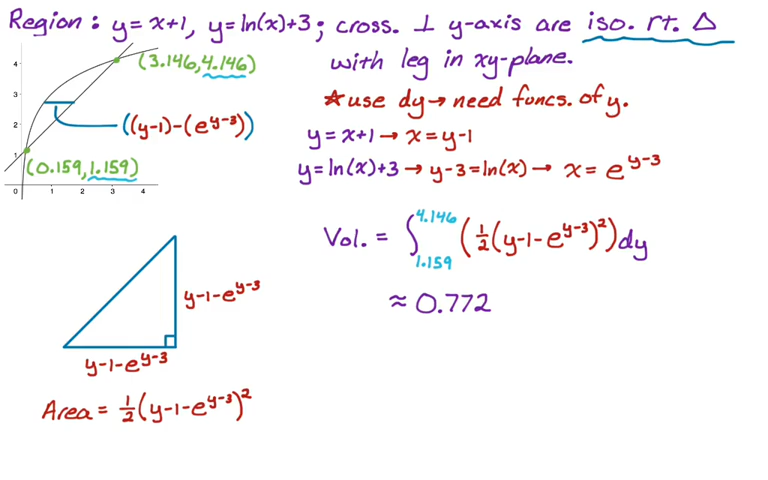 Region: y = x+1, y = ln(x)+3; cross. ⊥ y-axis are iso. rt. △
with leg in xy-plane.
4
3
2
1
0 1 2 3 4
(3.146, 4.146)
((y-1)-(e^{y-3}))
(0.159, 1.159)
★use dy→need funcs. of y.
y = x+1 → x = y-1
y = ln(x)+3 → y-3 = ln(x) → x = e^{y-3}
Vol. = ∫_{1.159}^{4.146} (½(y-1-e^{y-3})²)dy
≈ 0.772
y-1-e^{y-3}
y-1-e^{y-3}
Area = ½(y-1-e^{y-3})²